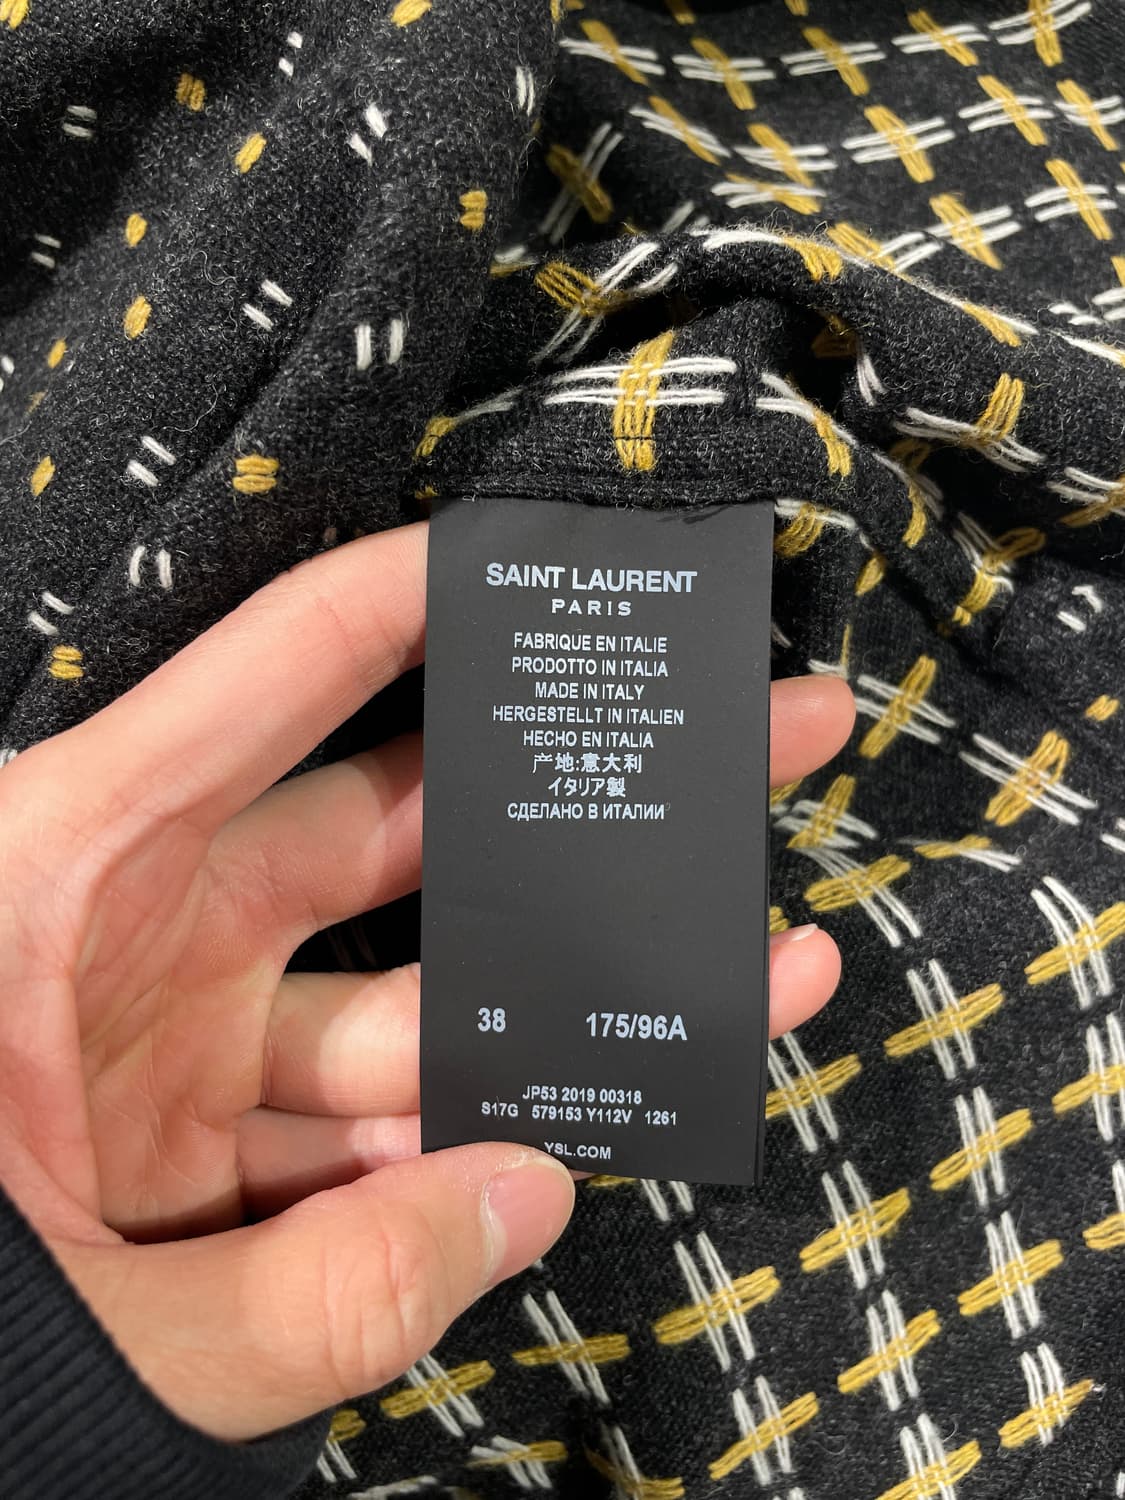 SAINT LAURENT
PARIS
FABRIQUE EN ITALIE
PRODOTTO IN ITALIA
MADE IN ITALY
HERGESTELLT IN ITALIEN
HECHO EN ITALIA
产地:意大利
イタリア製
СДЕЛАНО В ИТАЛИИ
38 175/96A
JP53 2019 00318
S17G 579153 Y112V 1261
YSL.COM